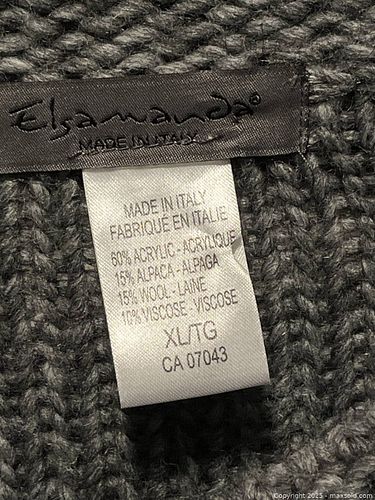 Elsamanda®
MADE IN ITALY
MADE IN ITALY
FABRIQUÉ EN ITALIE
60% ACRYLIC - ACRYLIQUE
15% ALPACA - ALPAGA
15% WOOL - LAINE
10% VISCOSE - VISCOSE
XL/TG
CA 07043
Copyright 2025 - maxsold.com